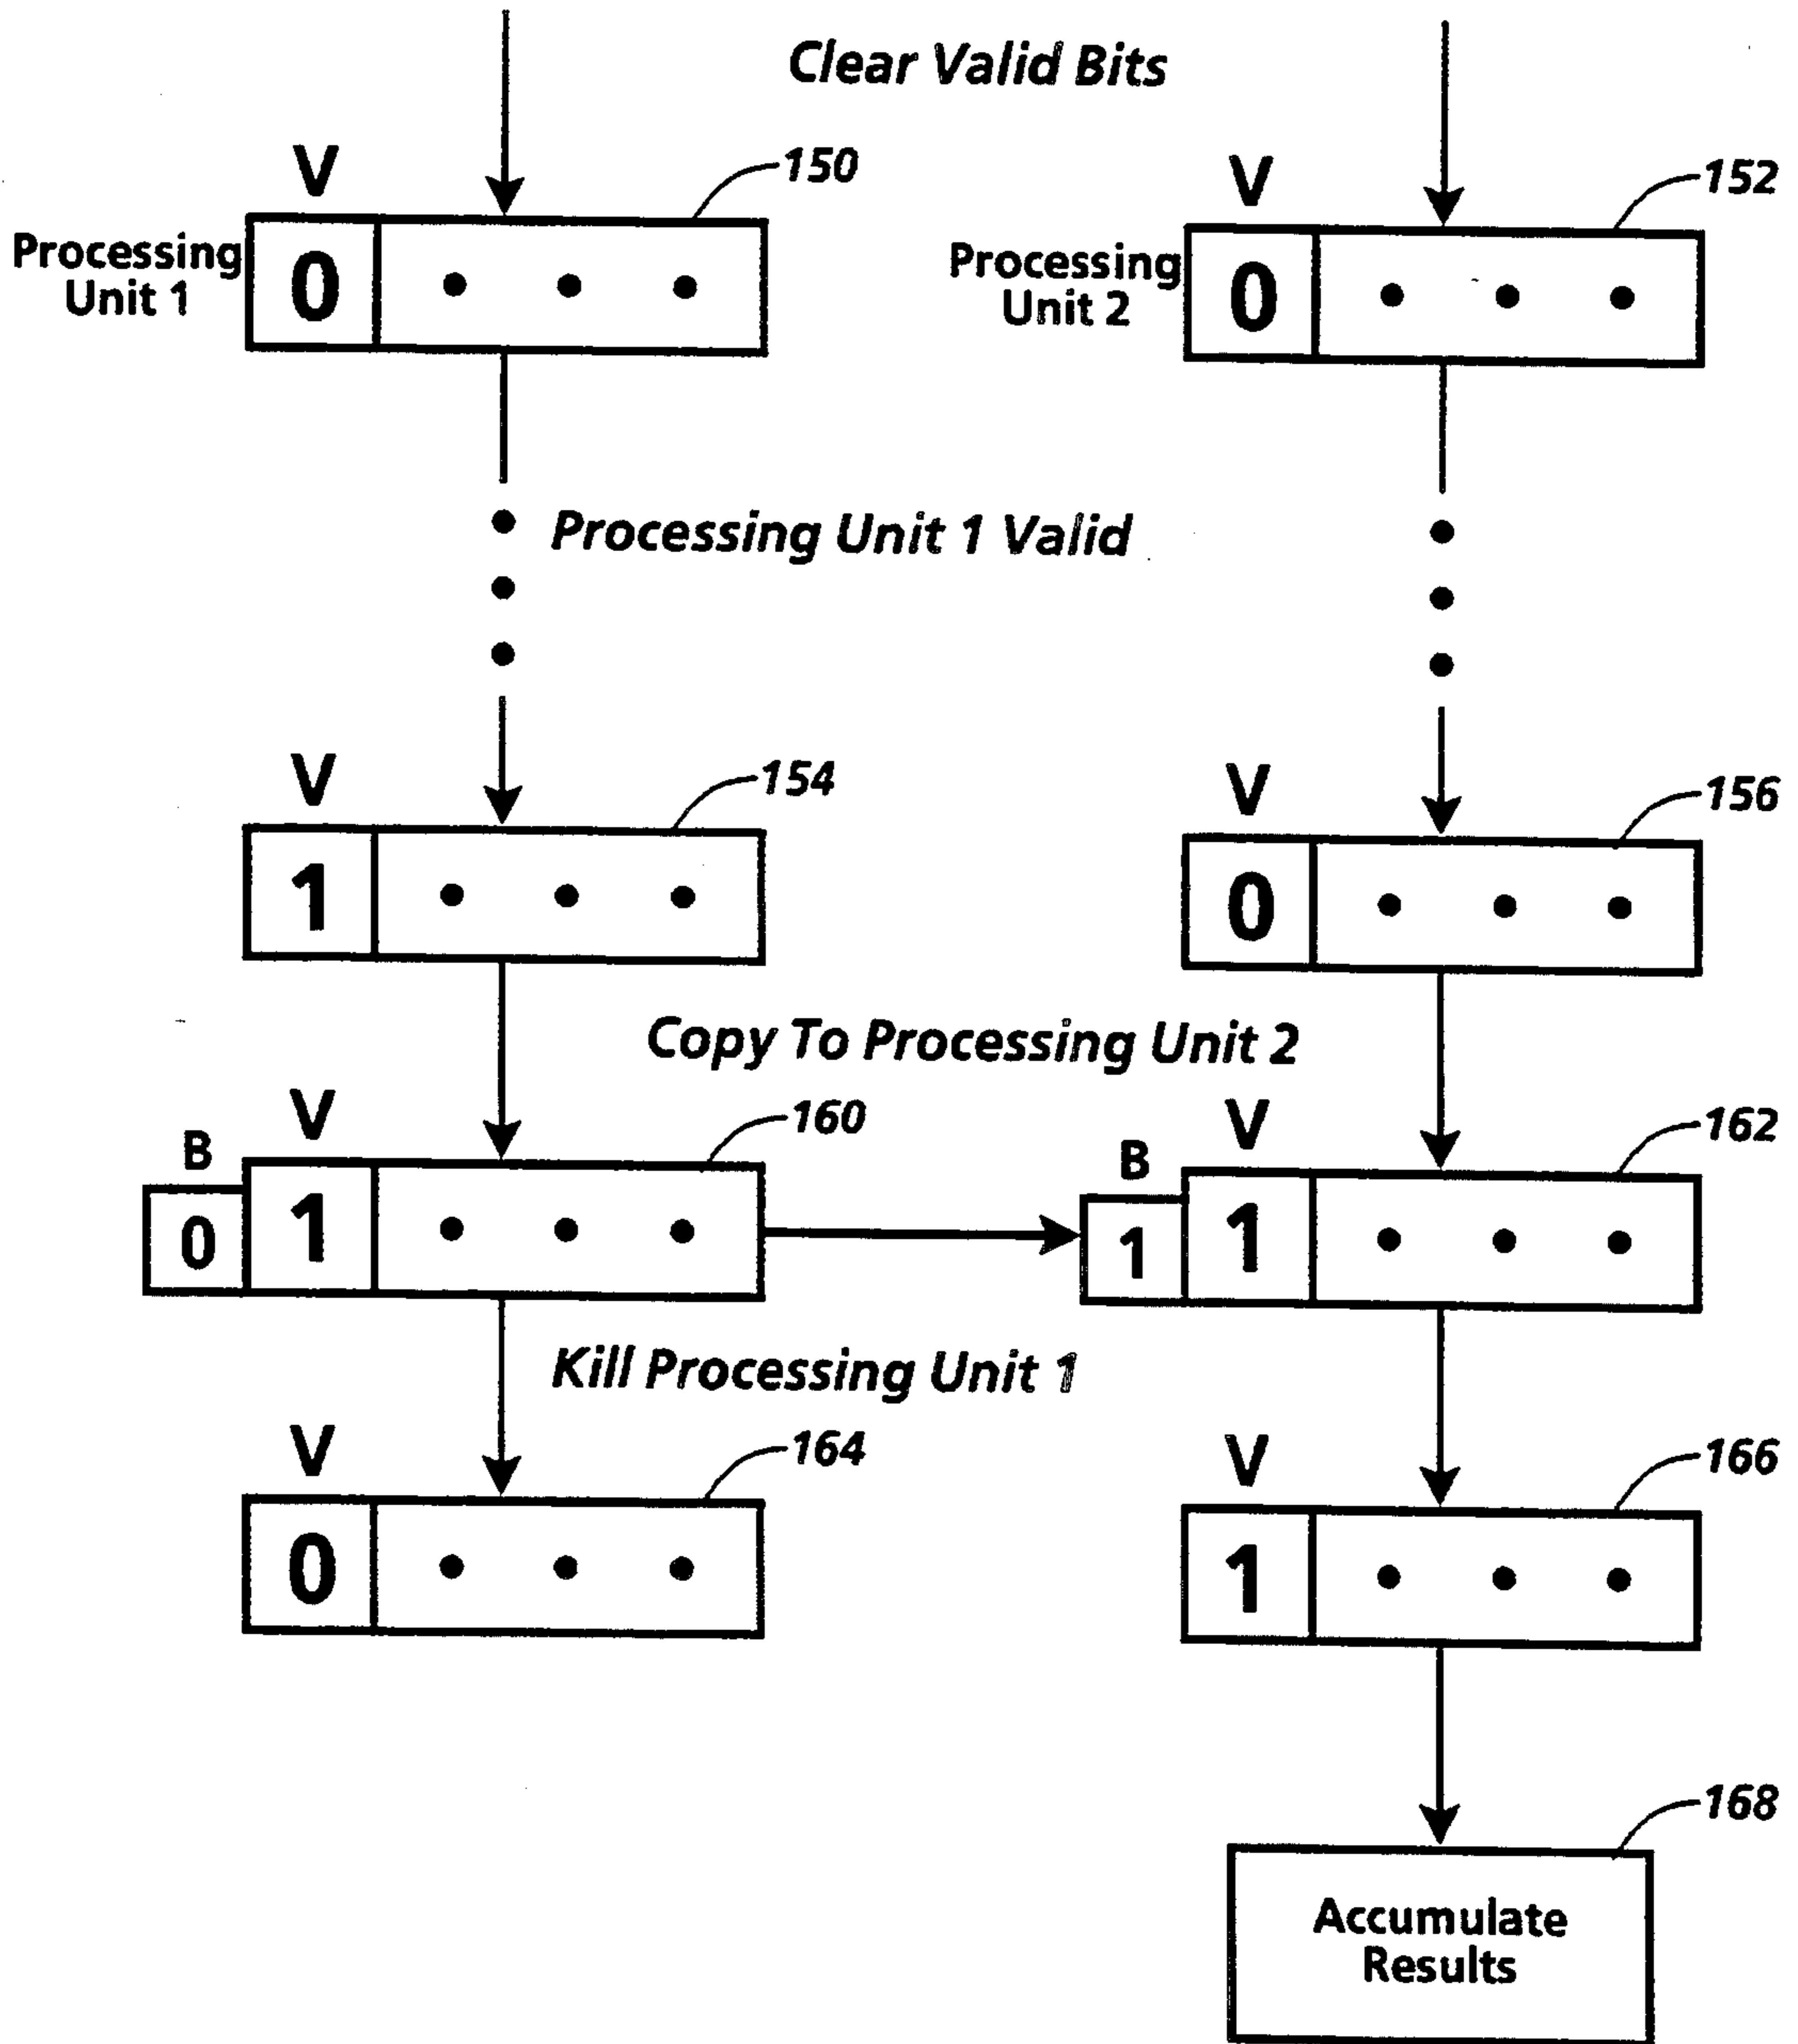 Clear Valid Bits
V
150
V
152
Processing
Unit 1
0
Processing
Unit 2
0
Processing Unit 1 Valid
V
154
V
156
1
0
Copy To Processing Unit 2
V
160
V
162
B
B
0
1
1
1
Kill Processing Unit 1
V
164
V
166
0
1
168
Accumulate
Results